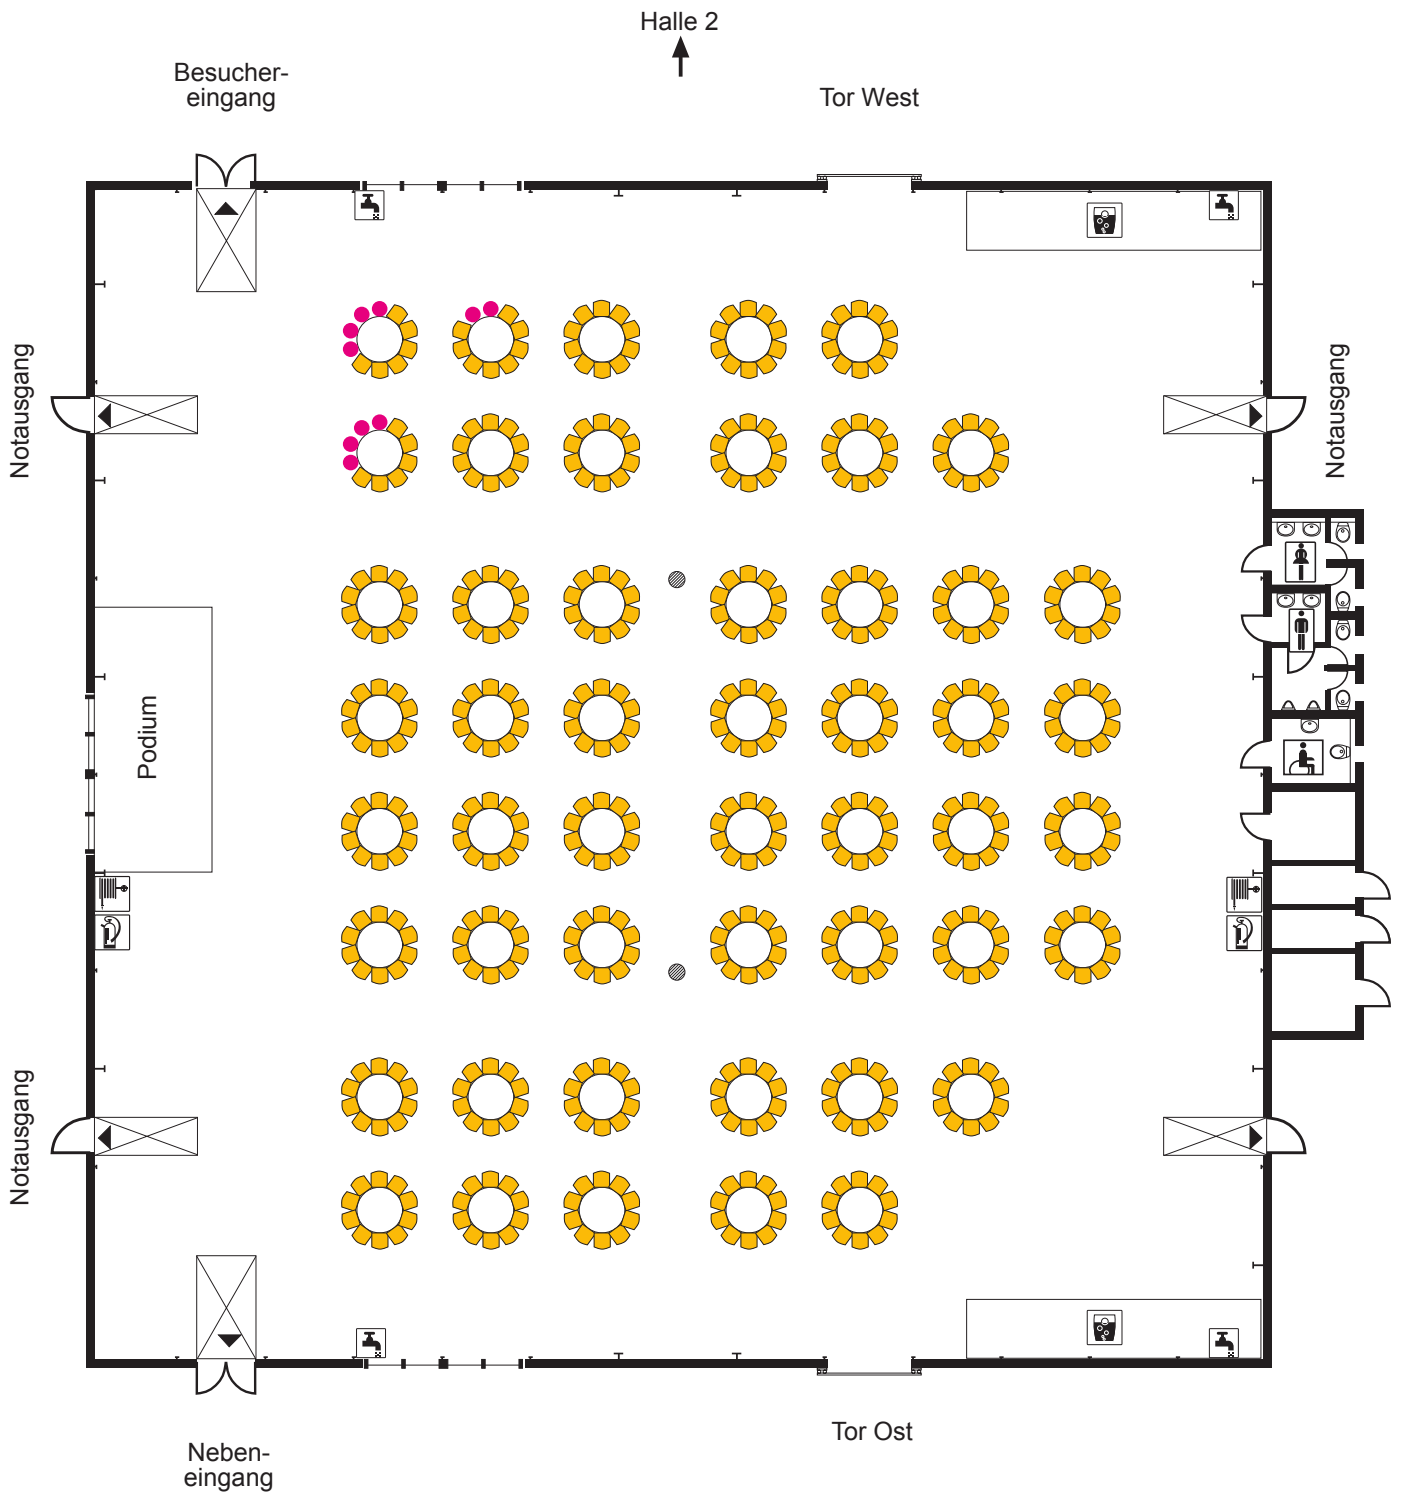 Halle 2
Besucher-
eingang
Tor West
Notausgang
Notausgang
Podium
Notausgang
Tor Ost
Neben-
eingang